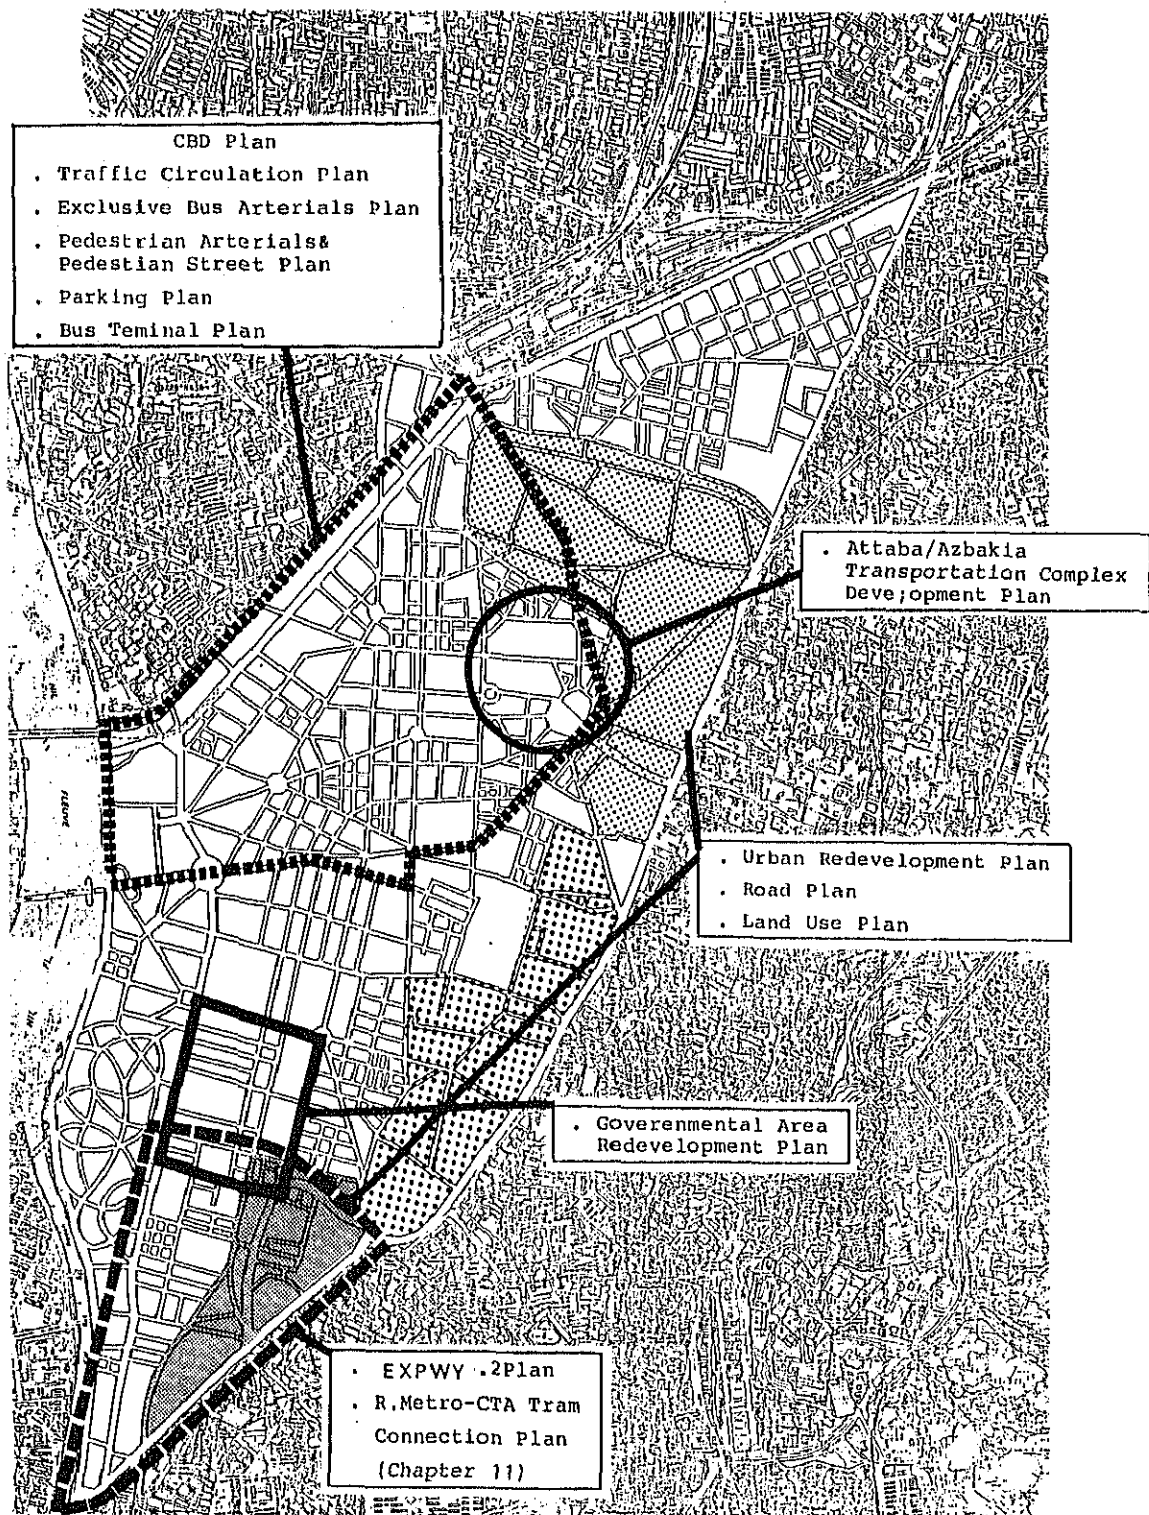 CBD Plan
. Traffic Circulation Plan
. Exclusive Bus Arterials Plan
. Pedestrian Arterials&
Pedestian Street Plan
. Parking Plan
. Bus Teminal Plan
. Attaba/Azbakia
Transportation Complex
Deve;opment Plan
FLEUVE
. Urban Redevelopment Plan
. Road Plan
. Land Use Plan
. Goverenmental Area
Redevelopment Plan
. EXPWY .2Plan
. R.Metro-CTA Tram
Connection Plan
(Chapter 11)